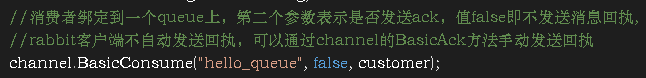 //消费者绑定到一个queue上，第二个参数表示是否发送ack，值false即不发送消息回执，
//rabbit客户端不自动发送回执，可以通过channel的BasicAck方法手动发送回执
channel.BasicConsume("hello_queue", false, customer);